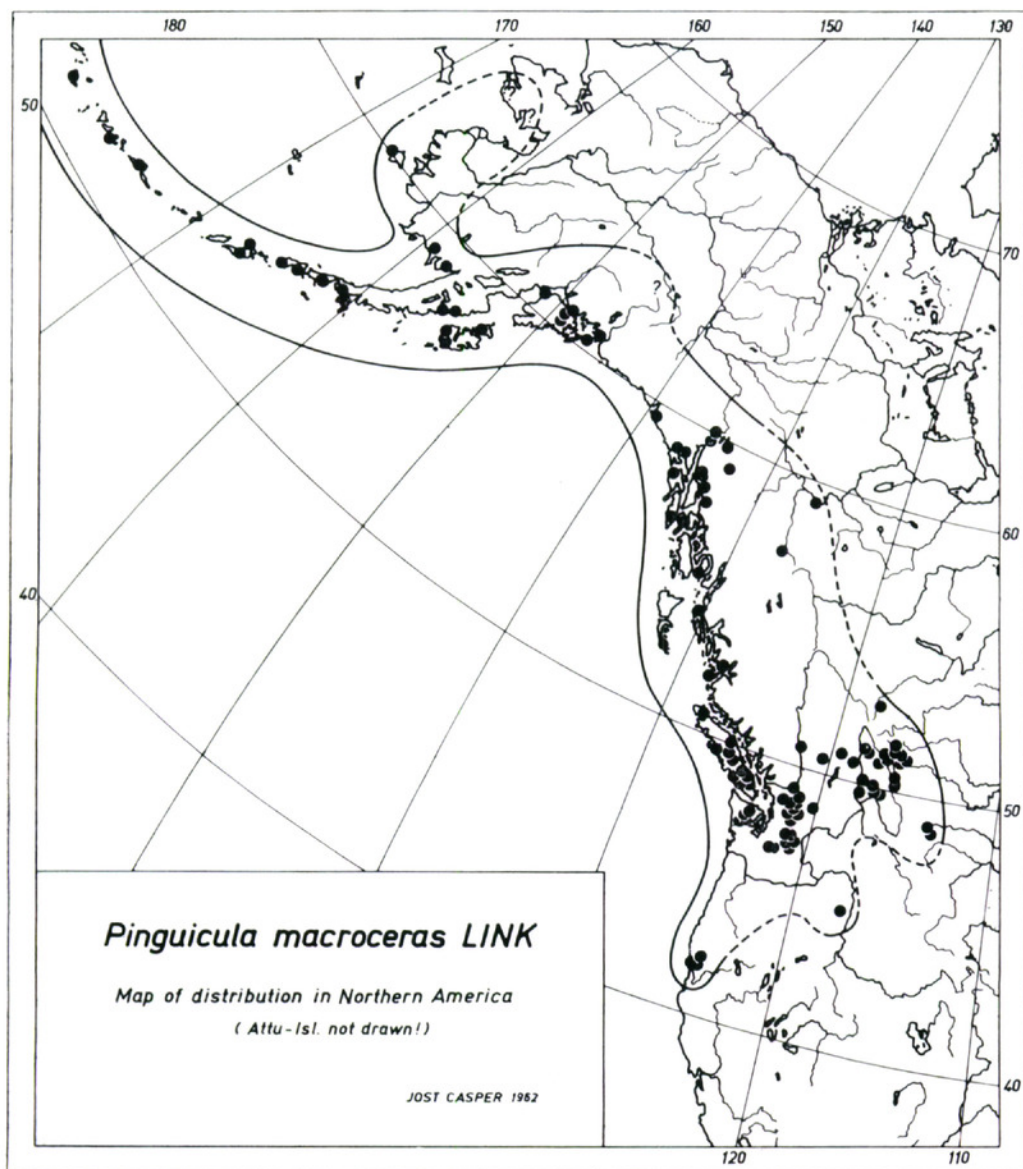 180 170 160 150 140 130
50
70
?
?
60
40
50
Pinguicula macroceras LINK
Map of distribution in Northern America
( Attu-Isl. not drawn!)
40
JOST CASPER 1962
120 110